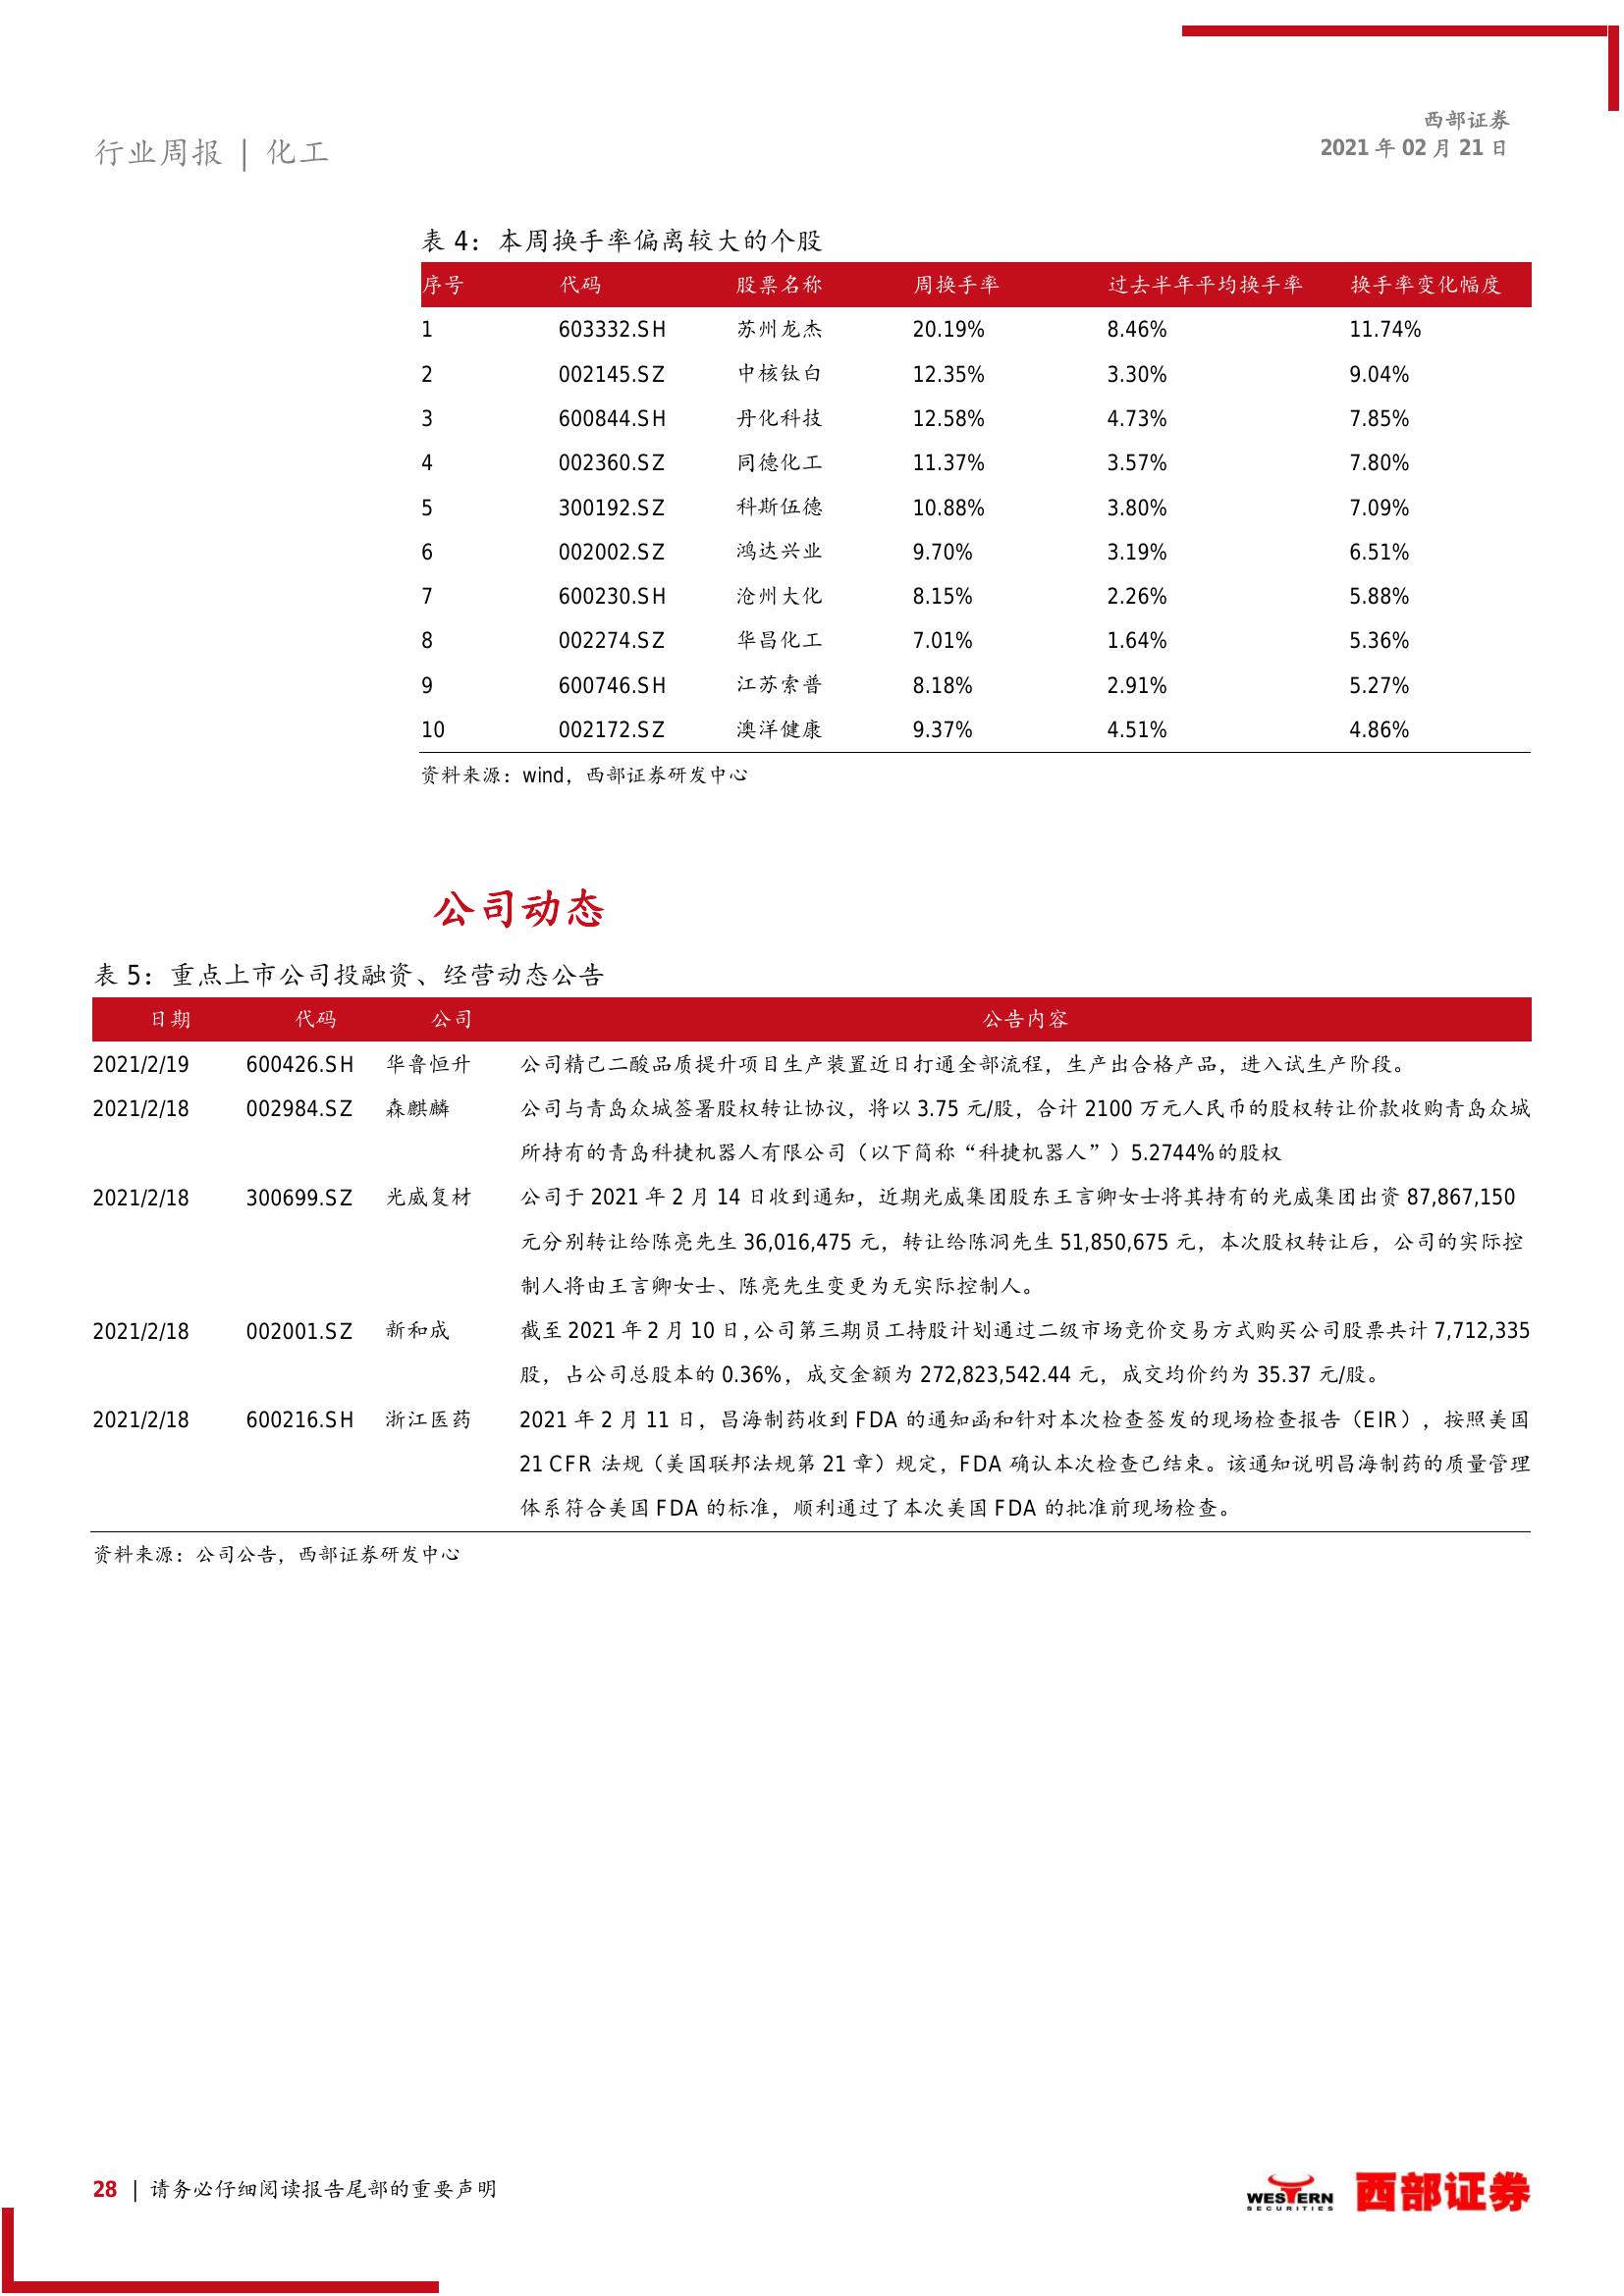 行业周报 | 化工
西部证券
2021 年 02 月 21 日
表 4：本周换手率偏离较大的个股
序号 代码 股票名称 周换手率 过去半年平均换手率 换手率变化幅度
1 603332.SH 苏州龙杰 20.19% 8.46% 11.74%
2 002145.SZ 中核钛白 12.35% 3.30% 9.04%
3 600844.SH 丹化科技 12.58% 4.73% 7.85%
4 002360.SZ 同德化工 11.37% 3.57% 7.80%
5 300192.SZ 科斯伍德 10.88% 3.80% 7.09%
6 002002.SZ 鸿达兴业 9.70% 3.19% 6.51%
7 600230.SH 沧州大化 8.15% 2.26% 5.88%
8 002274.SZ 华昌化工 7.01% 1.64% 5.36%
9 600746.SH 江苏索普 8.18% 2.91% 5.27%
10 002172.SZ 澳洋健康 9.37% 4.51% 4.86%
资料来源：wind，西部证券研发中心
公司动态
表 5：重点上市公司投融资、经营动态公告
日期 代码 公司 公告内容
2021/2/19 600426.SH 华鲁恒升 公司精己二酸品质提升项目生产装置近日打通全部流程，生产出合格产品，进入试生产阶段。
2021/2/18 002984.SZ 森麒麟 公司与青岛众城签署股权转让协议，将以 3.75 元/股，合计 2100 万元人民币的股权转让价款收购青岛众城
所持有的青岛科捷机器人有限公司（以下简称“科捷机器人”）5.2744%的股权
2021/2/18 300699.SZ 光威复材 公司于 2021 年 2 月 14 日收到通知，近期光威集团股东王言卿女士将其持有的光威集团出资 87,867,150
元分别转让给陈亮先生 36,016,475 元，转让给陈洞先生 51,850,675 元，本次股权转让后，公司的实际控
制人将由王言卿女士、陈亮先生变更为无实际控制人。
2021/2/18 002001.SZ 新和成 截至 2021 年 2 月 10 日,公司第三期员工持股计划通过二级市场竞价交易方式购买公司股票共计 7,712,335
股，占公司总股本的 0.36%，成交金额为 272,823,542.44 元，成交均价约为 35.37 元/股。
2021/2/18 600216.SH 浙江医药 2021 年 2 月 11 日，昌海制药收到 FDA 的通知函和针对本次检查签发的现场检查报告（EIR），按照美国
21 CFR 法规（美国联邦法规第 21 章）规定，FDA 确认本次检查已结束。该通知说明昌海制药的质量管理
体系符合美国 FDA 的标准，顺利通过了本次美国 FDA 的批准前现场检查。
资料来源：公司公告，西部证券研发中心
28 | 请务必仔细阅读报告尾部的重要声明
WESTERN
SECURITIES
西部证券